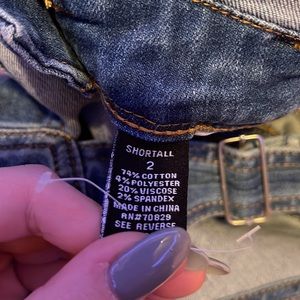 SHORTALL
2
74% COTTON
4% POLYESTER
20% VISCOSE
2% SPANDEX
MADE IN CHINA
RN#70829
SEE REVERSE